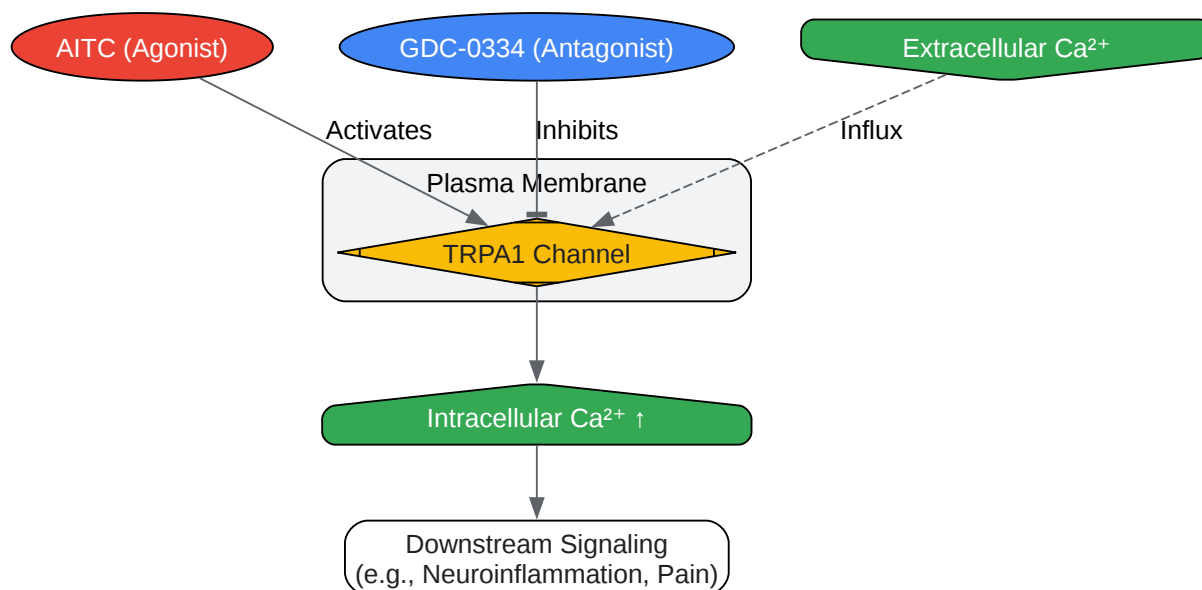 AITC (Agonist)
GDC-0334 (Antagonist)
Extracellular Ca²⁺
Activates
Inhibits
Influx
Plasma Membrane
TRPA1 Channel
Intracellular Ca²⁺ ↑
Downstream Signaling
(e.g., Neuroinflammation, Pain)